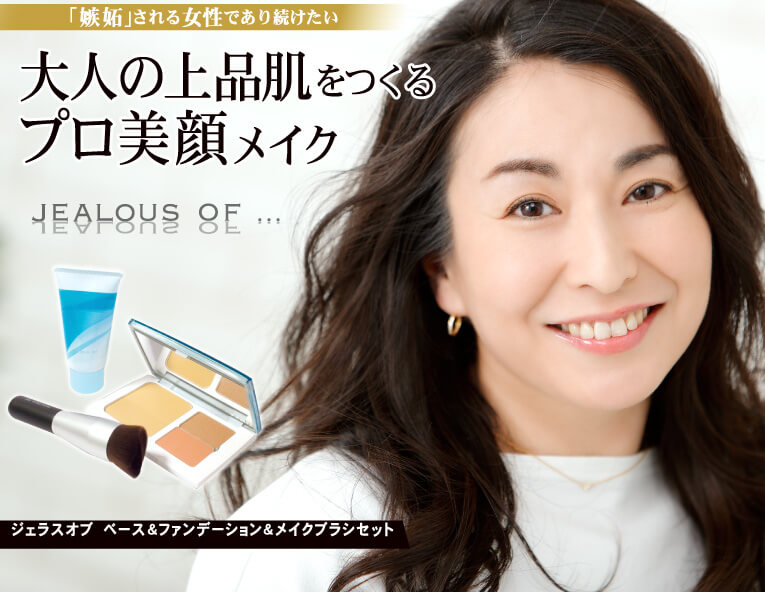 「嫉妬」される女性であり続けたい
大人の上品肌をつくる
プロ美顔メイク
JEALOUS OF ...
ジェラスオブ ベース&ファンデーション&メイクブラシセット